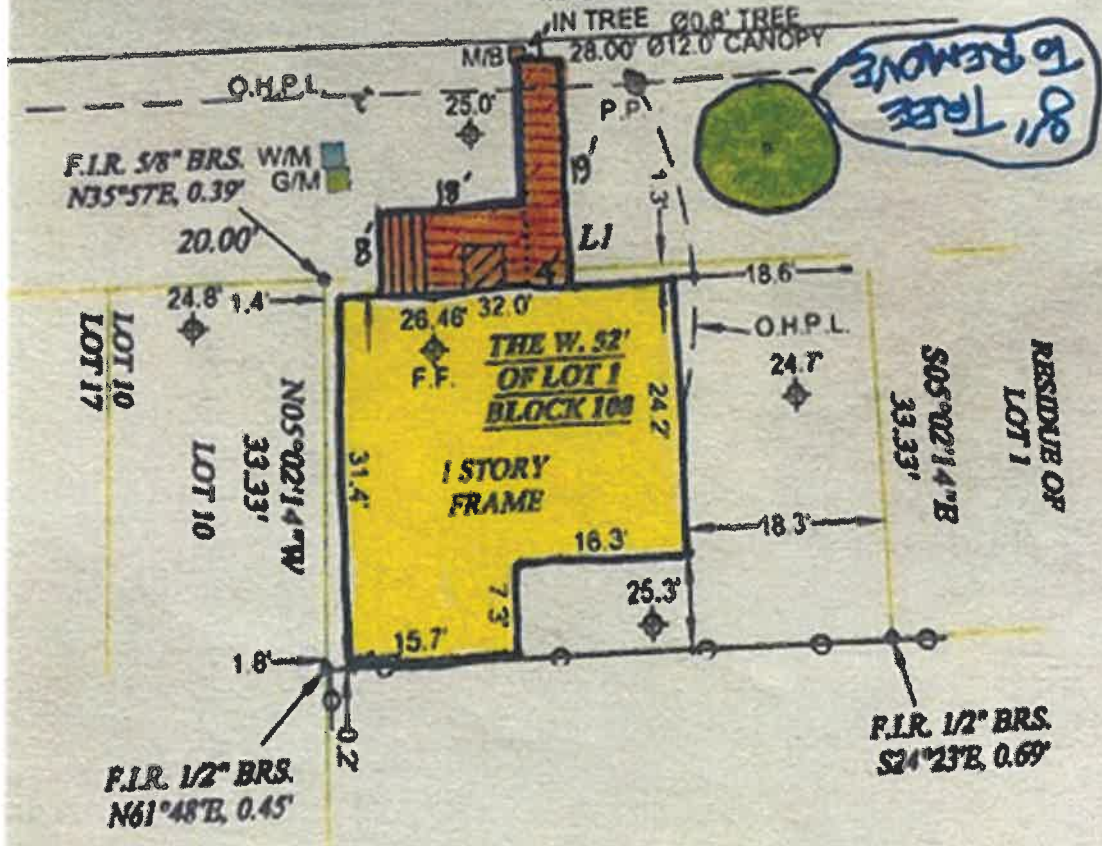 IN TREE Ø0.8' TREE
M/B 28.00' Ø12.0' CANOPY
8" TREE
TO REMOVE
O.H.P.L.
25.0'
P.P.
F.I.R. 5/8" BRS.
N35°57'E, 0.39'
W/M
G/M
18'
19'
1.3'
8'
L1
20.00'
4'
18.6'
24.8'
1.4'
26.46'
32.0'
F.F.
THE W. 52'
OF LOT 1
BLOCK 100
O.H.P.L.
24.7'
LOT 10
LOT 17
N05°02'14"W
33.33'
LOT 10
31.4'
24.2'
S05°02'14"E
33.33'
RESIDUE OF
LOT 1
1 STORY
FRAME
18.3'
16.3'
7.3'
25.3'
15.7'
1.8'
0.2'
F.I.R. 1/2" BRS.
N61°48'E, 0.45'
F.I.R. 1/2" BRS.
S24°23'E, 0.69'